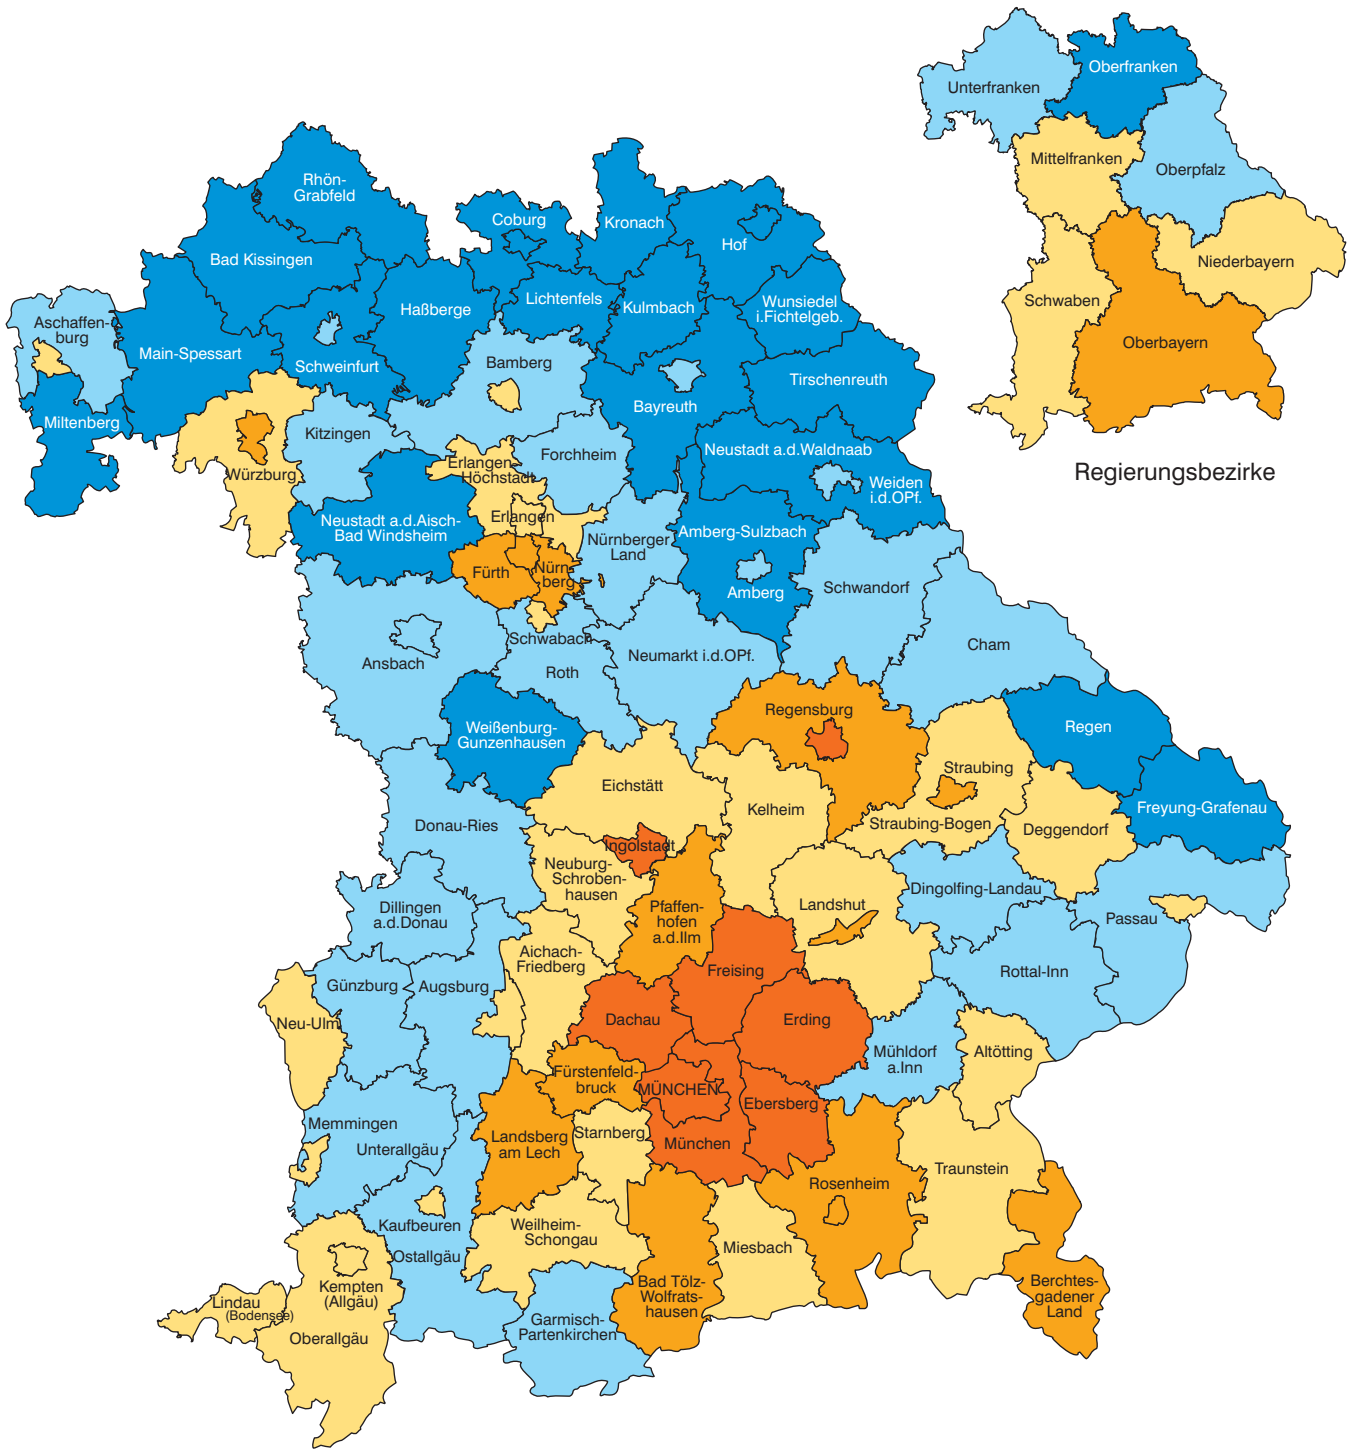 Oberfranken
Unterfranken
Mittelfranken
Oberpfalz
Niederbayern
Schwaben
Oberbayern
Regierungsbezirke
Rhön-
Grabfeld
Coburg
Kronach
Hof
Bad Kissingen
Haßberge
Lichtenfels
Kulmbach
Wunsiedel
i.Fichtelgeb.
Aschaffen-
burg
Main-Spessart
Schweinfurt
Bamberg
Tirschenreuth
Bayreuth
Miltenberg
Kitzingen
Würzburg
Erlangen-
Höchstadt
Forchheim
Neustadt a.d.Waldnaab
Weiden
i.d.OPf.
Neustadt a.d.Aisch-
Bad Windsheim
Erlangen
Nürnberger
Land
Amberg-Sulzbach
Fürth
Nürn-
berg
Amberg
Schwandorf
Schwabach
Ansbach
Roth
Neumarkt i.d.OPf.
Cham
Regensburg
Weißenburg-
Gunzenhausen
Regen
Eichstätt
Straubing
Kelheim
Freyung-Grafenau
Donau-Ries
Straubing-Bogen
Deggendorf
Ingolstadt
Neuburg-
Schroben-
hausen
Dingolfing-Landau
Dillingen
a.d.Donau
Pfaffen-
hofen
a.d.Ilm
Landshut
Passau
Aichach-
Friedberg
Freising
Rottal-Inn
Günzburg
Augsburg
Neu-Ulm
Dachau
Erding
Mühldorf
a.Inn
Altötting
Fürstenfeld-
bruck
MÜNCHEN
Ebersberg
Memmingen
Unterallgäu
Landsberg
am Lech
Starnberg
München
Traunstein
Rosenheim
Kaufbeuren
Weilheim-
Schongau
Ostallgäu
Miesbach
Kempten
(Allgäu)
Bad Tölz-
Wolfrats-
hausen
Berchtes-
gadener
Land
Lindau
(Bodensee)
Oberallgäu
Garmisch-
Partenkirchen